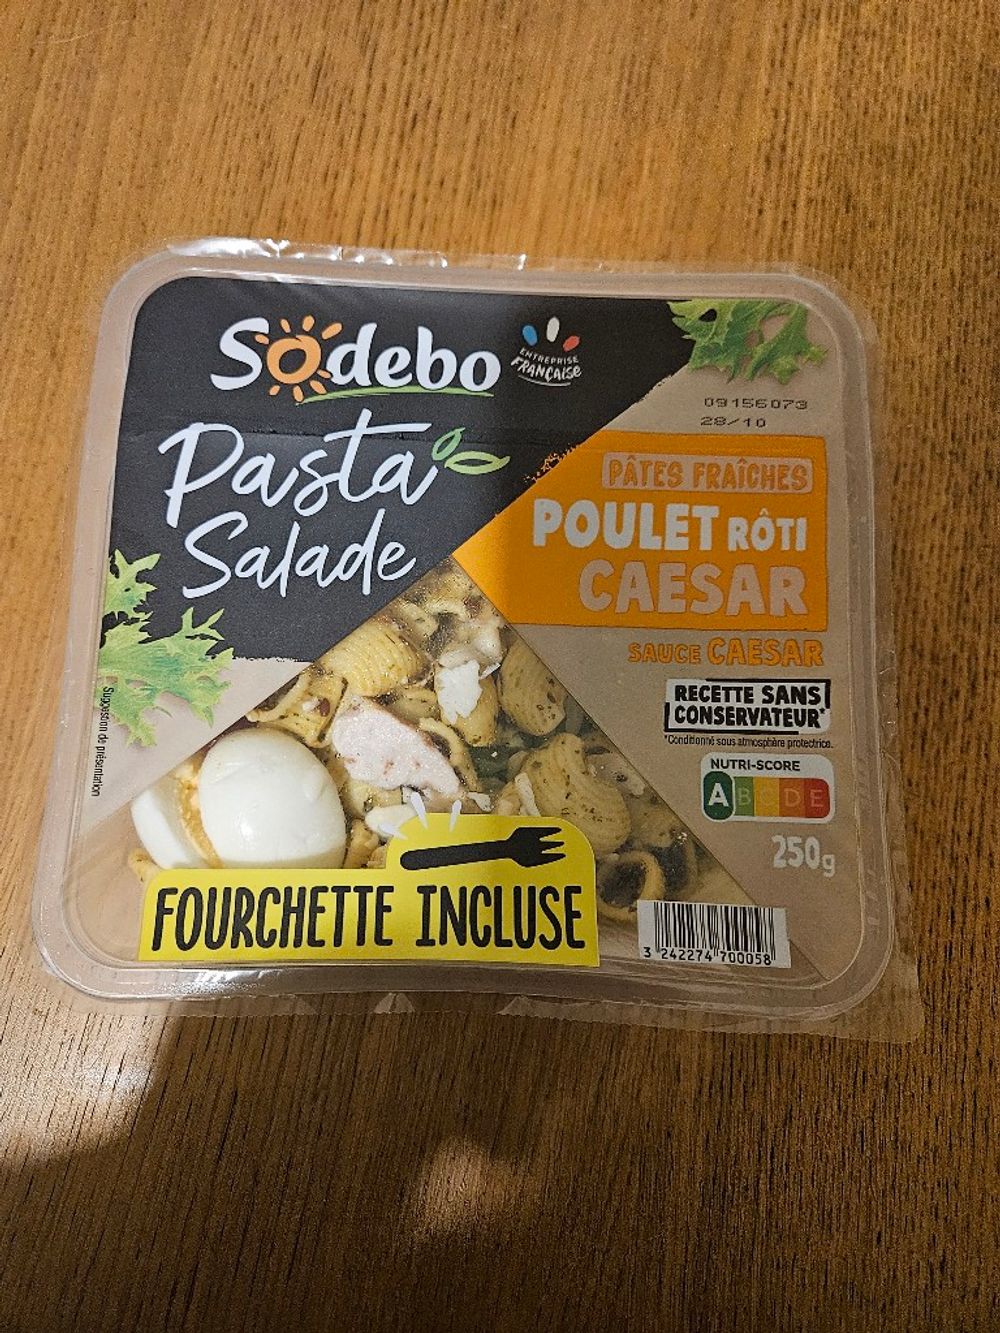 Sodebo
ENTREPRISE
FRANÇAISE
09156073
28/10
Pasta
Salade
PÂTES FRAÎCHES
POULET RÔTI
CAESAR
SAUCE CAESAR
RECETTE SANS
CONSERVATEUR*
*Conditionné sous atmosphère protectrice.
NUTRI-SCORE
A B C D E
250g
Suggestion de présentation
FOURCHETTE INCLUSE
3 242274 700058